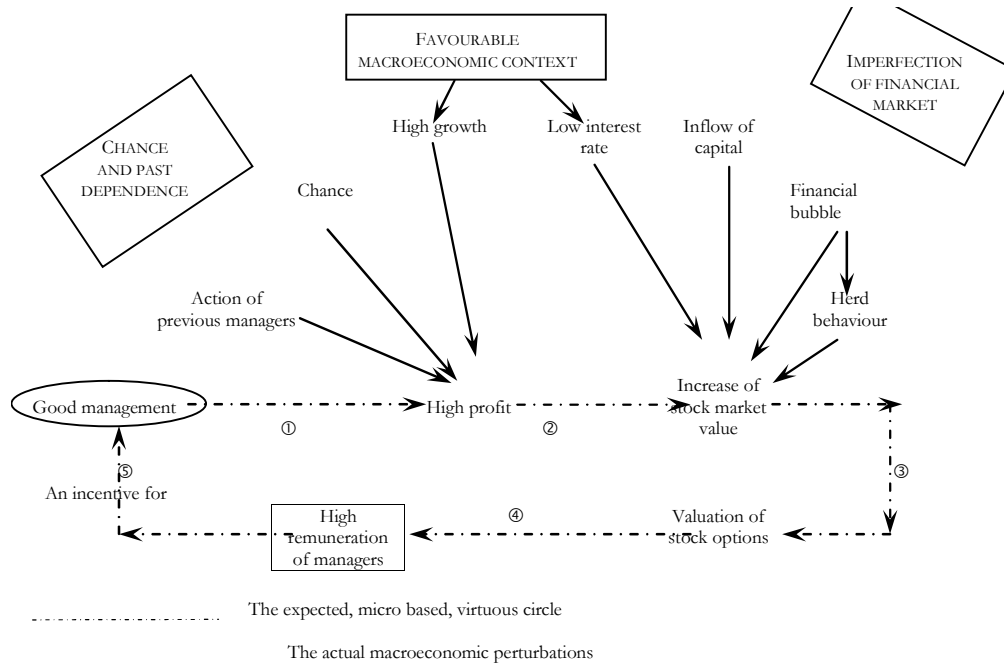 FAVOURABLE
MACROECONOMIC CONTEXT
IMPERFECTION
OF FINANCIAL
MARKET
CHANCE
AND PAST
DEPENDENCE
High growth
Low interest
rate
Inflow of
capital
Chance
Financial
bubble
Action of
previous managers
Herd
behaviour
Good management
①
High profit
②
Increase of
stock market
value
③
An incentive for
⑤
High
remuneration
of managers
④
Valuation of
stock options
The expected, micro based, virtuous circle
The actual macroeconomic perturbations